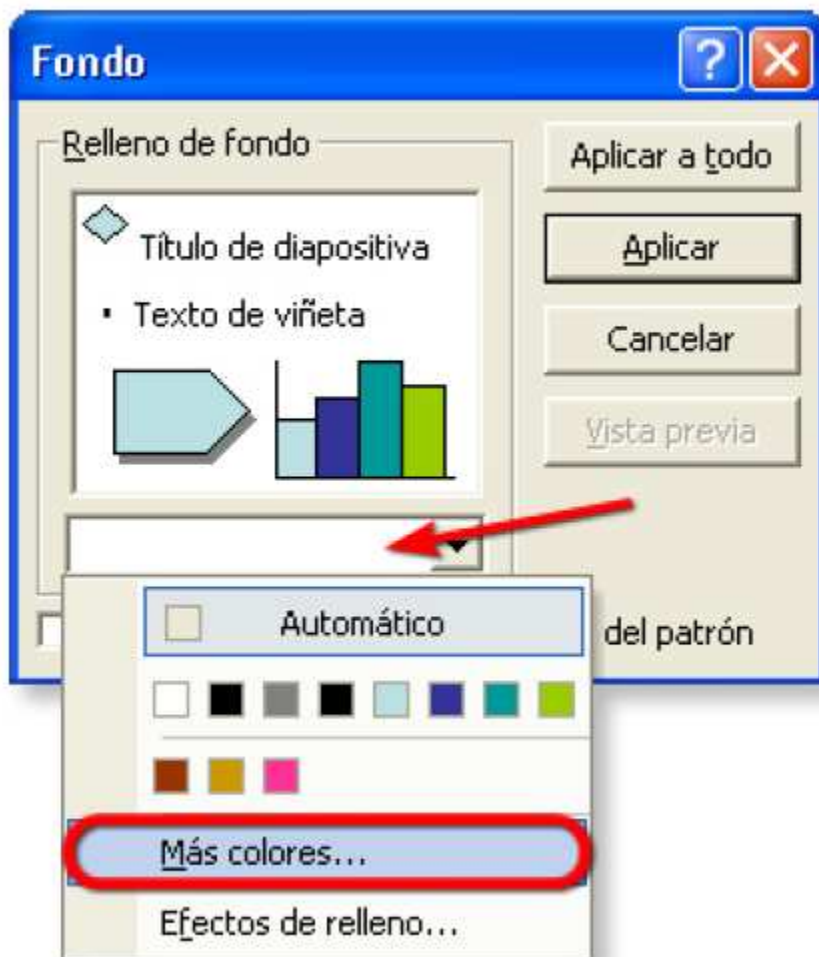 Fondo
Relleno de fondo
Título de diapositiva
Texto de viñeta
Aplicar a todo
Aplicar
Cancelar
Vista previa
Automático
del patrón
Más colores...
Efectos de relleno...